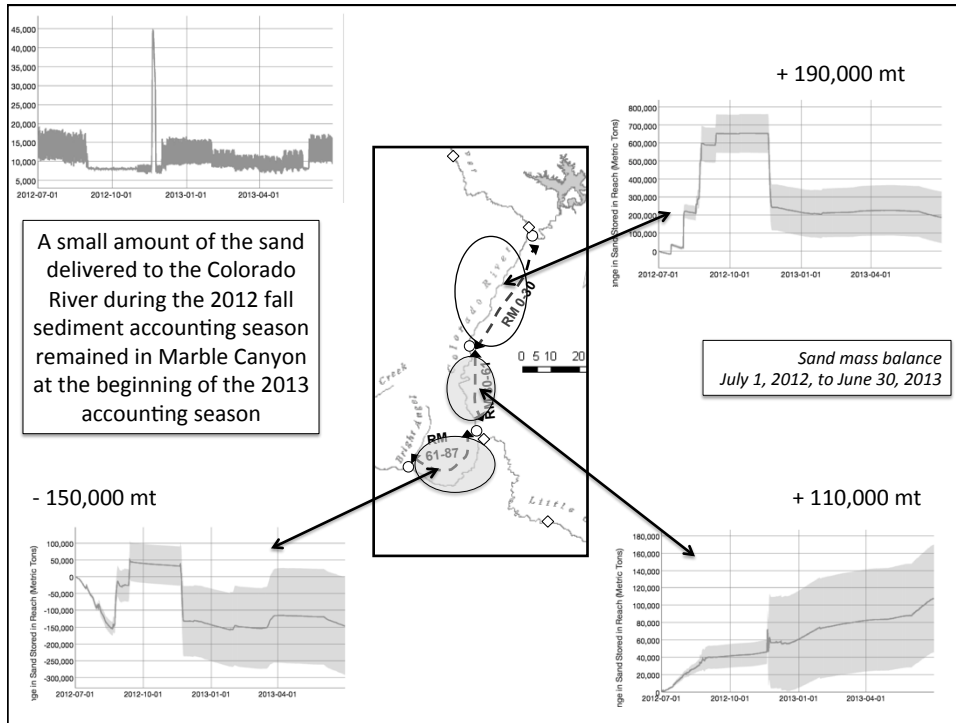 45,000
40,000
35,000
30,000
25,000
20,000
15,000
10,000
5,000
2012-07-01 2012-10-01 2013-01-01 2013-04-01
+ 190,000 mt
nge in Sand Stored in Reach (Metric Tons)
800,000
700,000
600,000
500,000
400,000
300,000
200,000
100,000
0
-100,000
2012-07-01 2012-10-01 2013-01-01 2013-04-01
A small amount of the sand
delivered to the Colorado
River during the 2012 fall
sediment accounting season
remained in Marble Canyon
at the beginning of the 2013
accounting season
olorado River
RM 0-30
0 5 10 20
Creek
Bright Angel
RM
61-87
Little
Sand mass balance
July 1, 2012, to June 30, 2013
- 150,000 mt
nge in Sand Stored in Reach (Metric Tons)
100,000
50,000
0
-50,000
-100,000
-150,000
-200,000
-250,000
-300,000
2012-07-01 2012-10-01 2013-01-01 2013-04-01
+ 110,000 mt
nge in Sand Stored in Reach (Metric Tons)
180,000
160,000
140,000
120,000
100,000
80,000
60,000
40,000
20,000
0
2012-07-01 2012-10-01 2013-01-01 2013-04-01